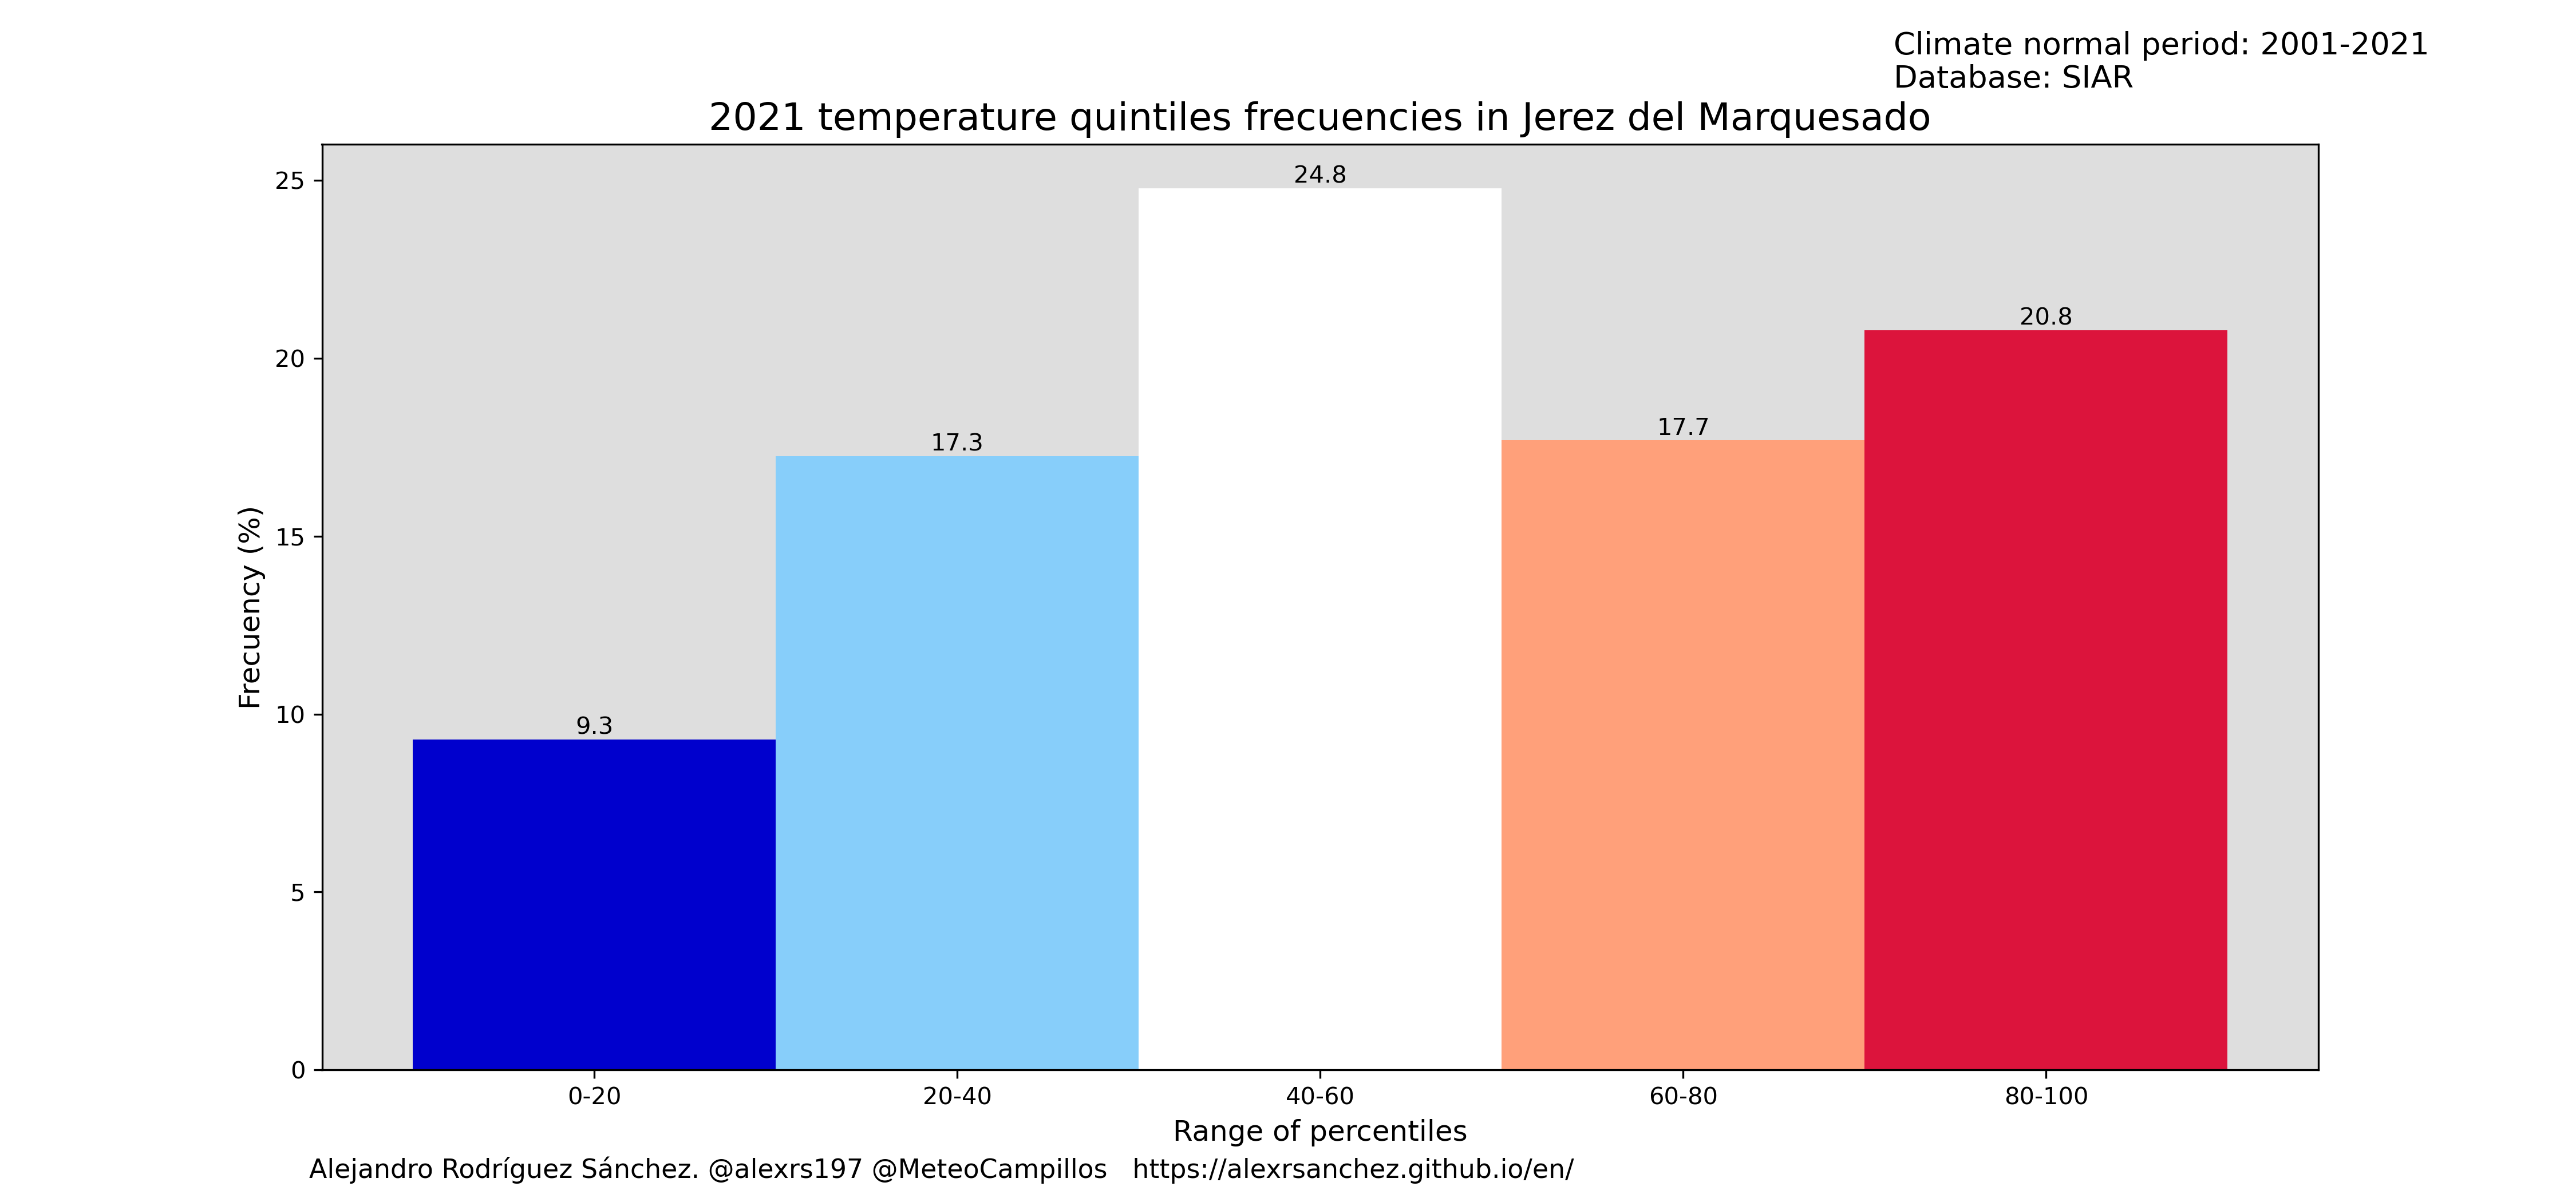 Climate normal period: 2001-2021
Database: SIAR
2021 temperature quintiles frecuencies in Jerez del Marquesado
25
20
15
10
5
0
Frecuency (%)
9.3
17.3
24.8
17.7
20.8
0-20
20-40
40-60
60-80
80-100
Range of percentiles
Alejandro Rodríguez Sánchez. @alexrs197 @MeteoCampillos https://alexrsanchez.github.io/en/